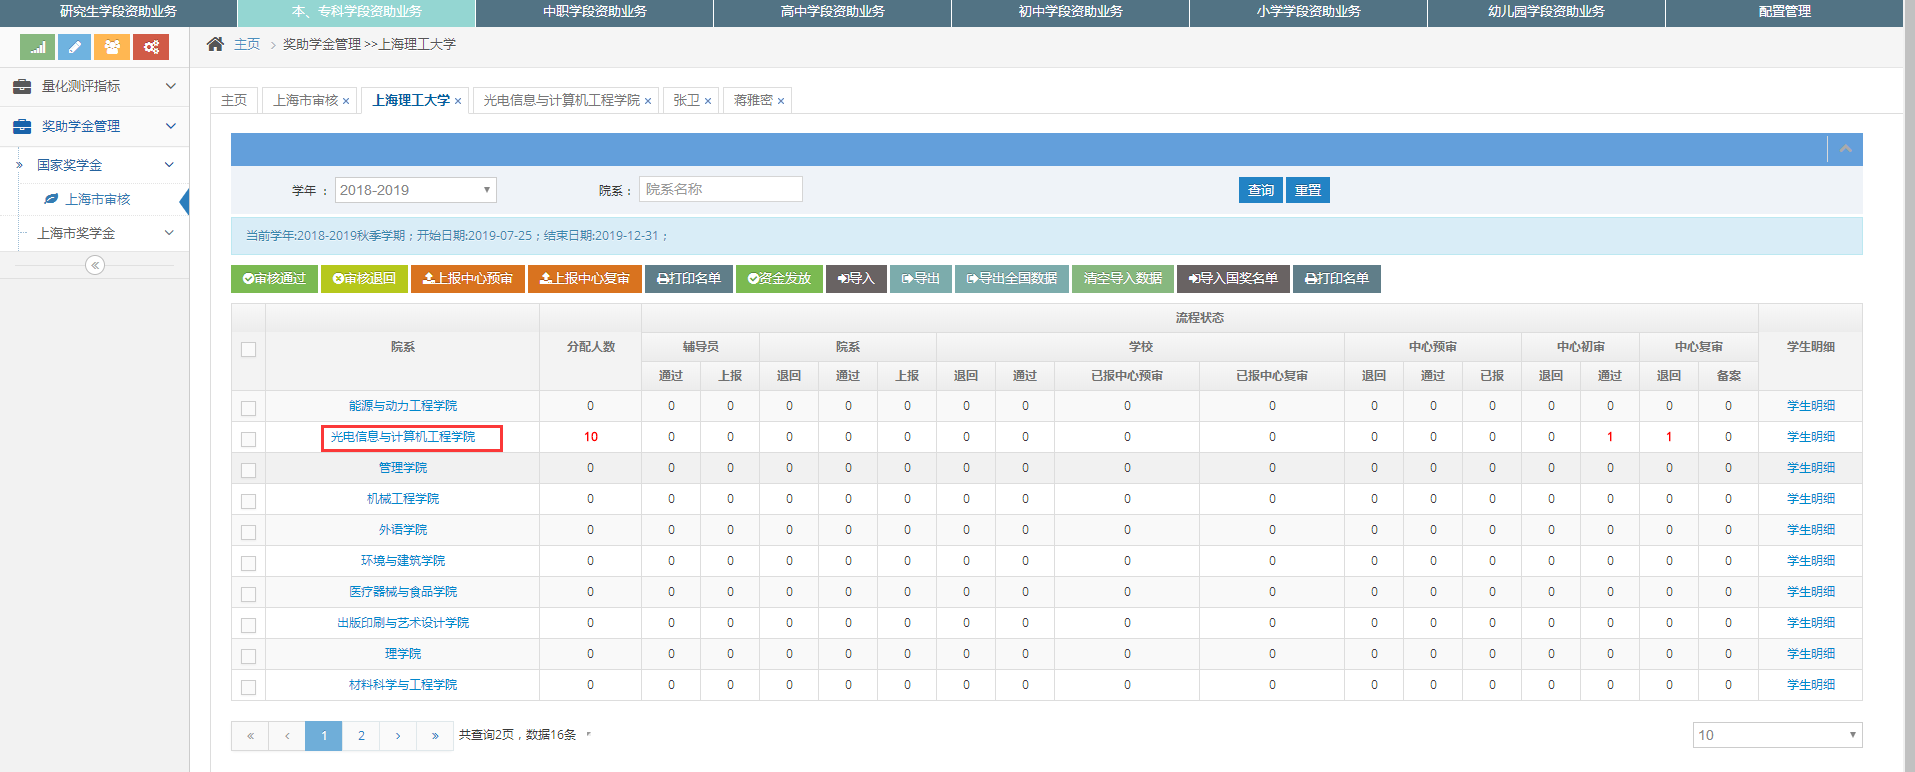 研究生学段资助业务 本、专科学段资助业务 中职学段资助业务 高中学段资助业务 初中学段资助业务 小学学段资助业务 幼儿园学段资助业务 配置管理
主页 > 奖助学金管理 >>上海理工大学
量化测评指标
奖助学金管理
» 国家奖学金
上海市审核
上海市奖学金
«
主页 上海市审核 × 上海理工大学 × 光电信息与计算机工程学院 × 张卫 × 蒋雅密 ×
学年 : 2018-2019 院系 : 院系名称 查询 重置
当前学年:2018-2019秋季学期 ; 开始日期:2019-07-25 ; 结束日期:2019-12-31 ;
审核通过 审核退回 上报中心预审 上报中心复审 打印名单 资金发放 导入 导出 导出全国数据 清空导入数据 导入国奖名单 打印名单
流程状态
院系 分配人数 辅导员 院系 学校 中心预审 中心初审 中心复审 学生明细
通过 上报 退回 通过 上报 退回 通过 已报中心预审 已报中心复审 退回 通过 已报 退回 通过 退回 备案
能源与动力工程学院 0 0 0 0 0 0 0 0 0 0 0 0 0 0 0 0 0 学生明细
光电信息与计算机工程学院 10 0 0 0 0 0 0 0 0 0 0 0 0 0 1 1 0 学生明细
管理学院 0 0 0 0 0 0 0 0 0 0 0 0 0 0 0 0 0 学生明细
机械工程学院 0 0 0 0 0 0 0 0 0 0 0 0 0 0 0 0 0 学生明细
外语学院 0 0 0 0 0 0 0 0 0 0 0 0 0 0 0 0 0 学生明细
环境与建筑学院 0 0 0 0 0 0 0 0 0 0 0 0 0 0 0 0 0 学生明细
医疗器械与食品学院 0 0 0 0 0 0 0 0 0 0 0 0 0 0 0 0 0 学生明细
出版印刷与艺术设计学院 0 0 0 0 0 0 0 0 0 0 0 0 0 0 0 0 0 学生明细
理学院 0 0 0 0 0 0 0 0 0 0 0 0 0 0 0 0 0 学生明细
材料科学与工程学院 0 0 0 0 0 0 0 0 0 0 0 0 0 0 0 0 0 学生明细
« ‹ 1 2 › » 共查询2页 , 数据16条 10